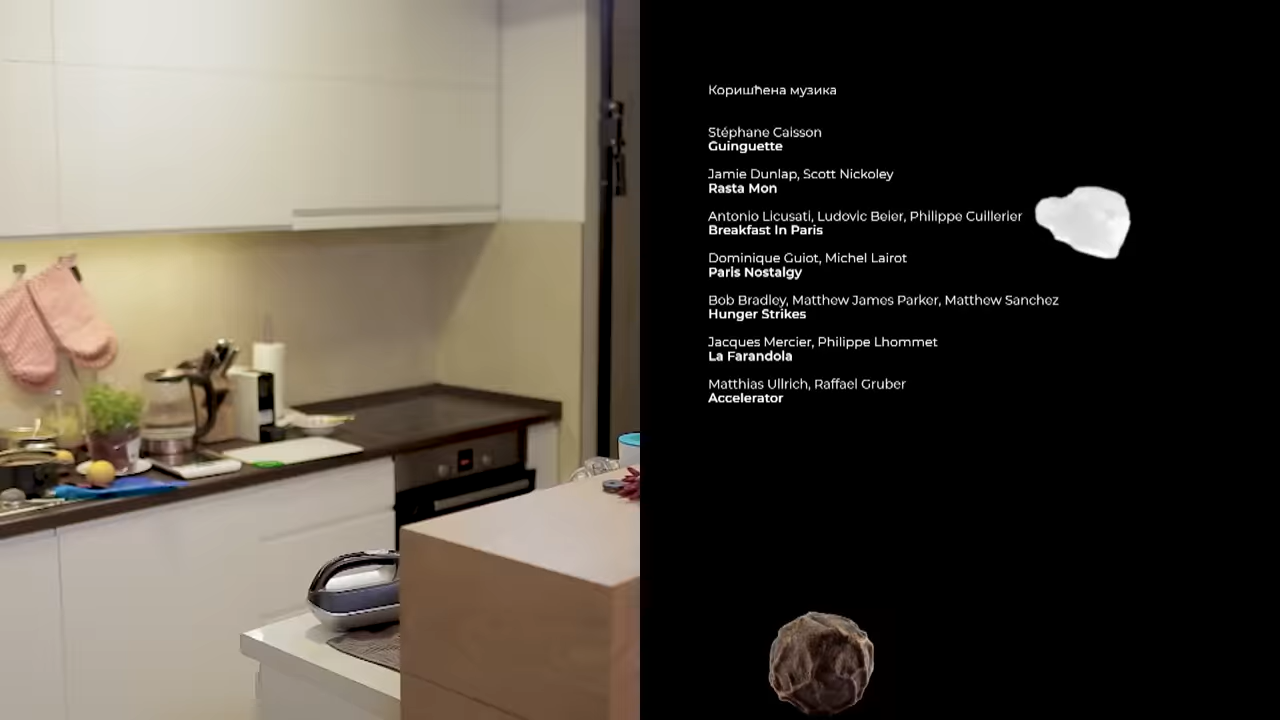 Коришћена музика
Stéphane Caisson
Guinguette
Jamie Dunlap, Scott Nickoley
Rasta Mon
Antonio Licusati, Ludovic Beier, Philippe Cuillerier
Breakfast In Paris
Dominique Guiot, Michel Lairot
Paris Nostalgy
Bob Bradley, Matthew James Parker, Matthew Sanchez
Hunger Strikes
Jacques Mercier, Philippe Lhommet
La Farandola
Matthias Ullrich, Raffael Gruber
Accelerator